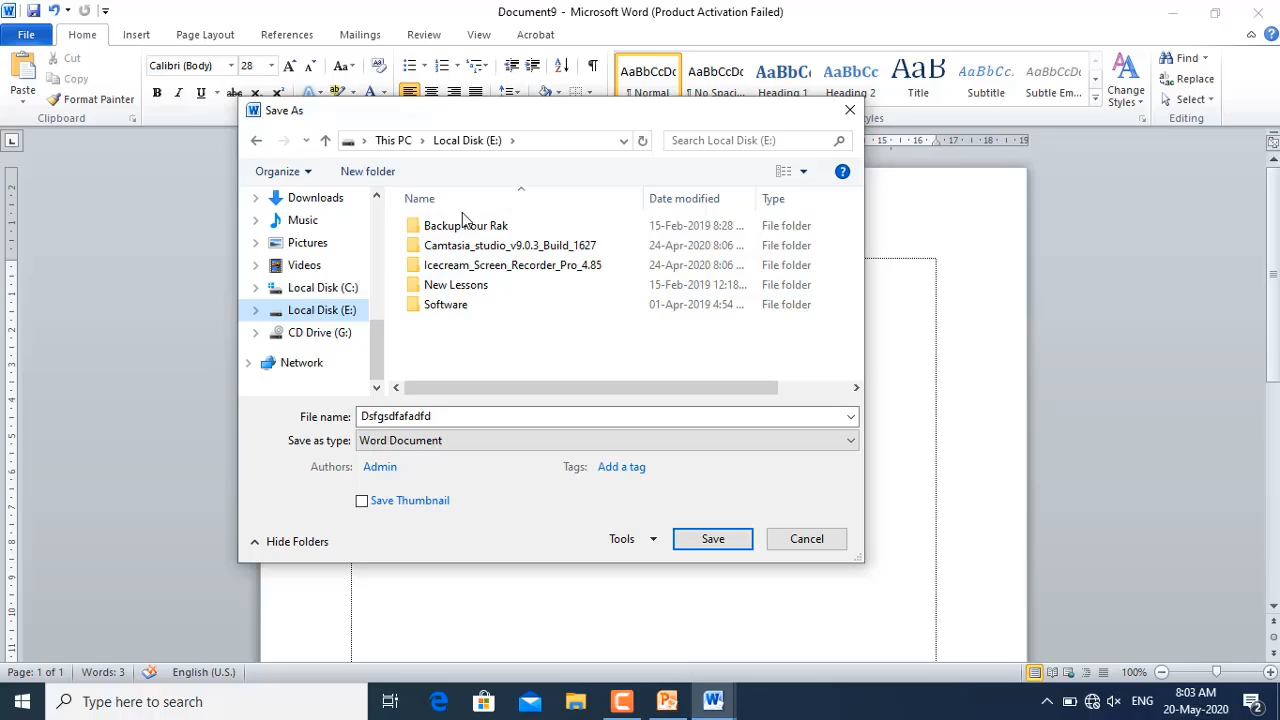 Document9 - Microsoft Word (Product Activation Failed)
File Home Insert Page Layout References Mailings Review View Acrobat
Paste
Cut
Copy
Format Painter
Clipboard
Calibri (Body) 28
AaBbCcDc Normal
AaBbCcDc No Spaci...
AaBbCc Heading 1
AaBbCc Heading 2
AaB Title
AaBbCc. Subtitle
AaBbCcDc Subtle Em...
Change Styles
Find
Replace
Select
Editing
Save As
This PC Local Disk (E:)
Search Local Disk (E:)
Organize New folder
Name Date modified Type
Downloads
Music
Pictures
Videos
Local Disk (C:)
Local Disk (E:)
CD Drive (G:)
Network
Backup Your Rak 15-Feb-2019 8:28 ... File folder
Camtasia_studio_v9.0.3_Build_1627 24-Apr-2020 8:06 ... File folder
Icecream_Screen_Recorder_Pro_4.85 24-Apr-2020 8:06 ... File folder
New Lessons 15-Feb-2019 12:18... File folder
Software 01-Apr-2019 4:54 ... File folder
File name: Dsfgsdfafadfd
Save as type: Word Document
Authors: Admin Tags: Add a tag
Save Thumbnail
Hide Folders Tools Save Cancel
15 16 17 18 19
Page: 1 of 1 Words: 3 English (U.S.) 100%
Type here to search
ENG
8:03 AM
20-May-2020
2